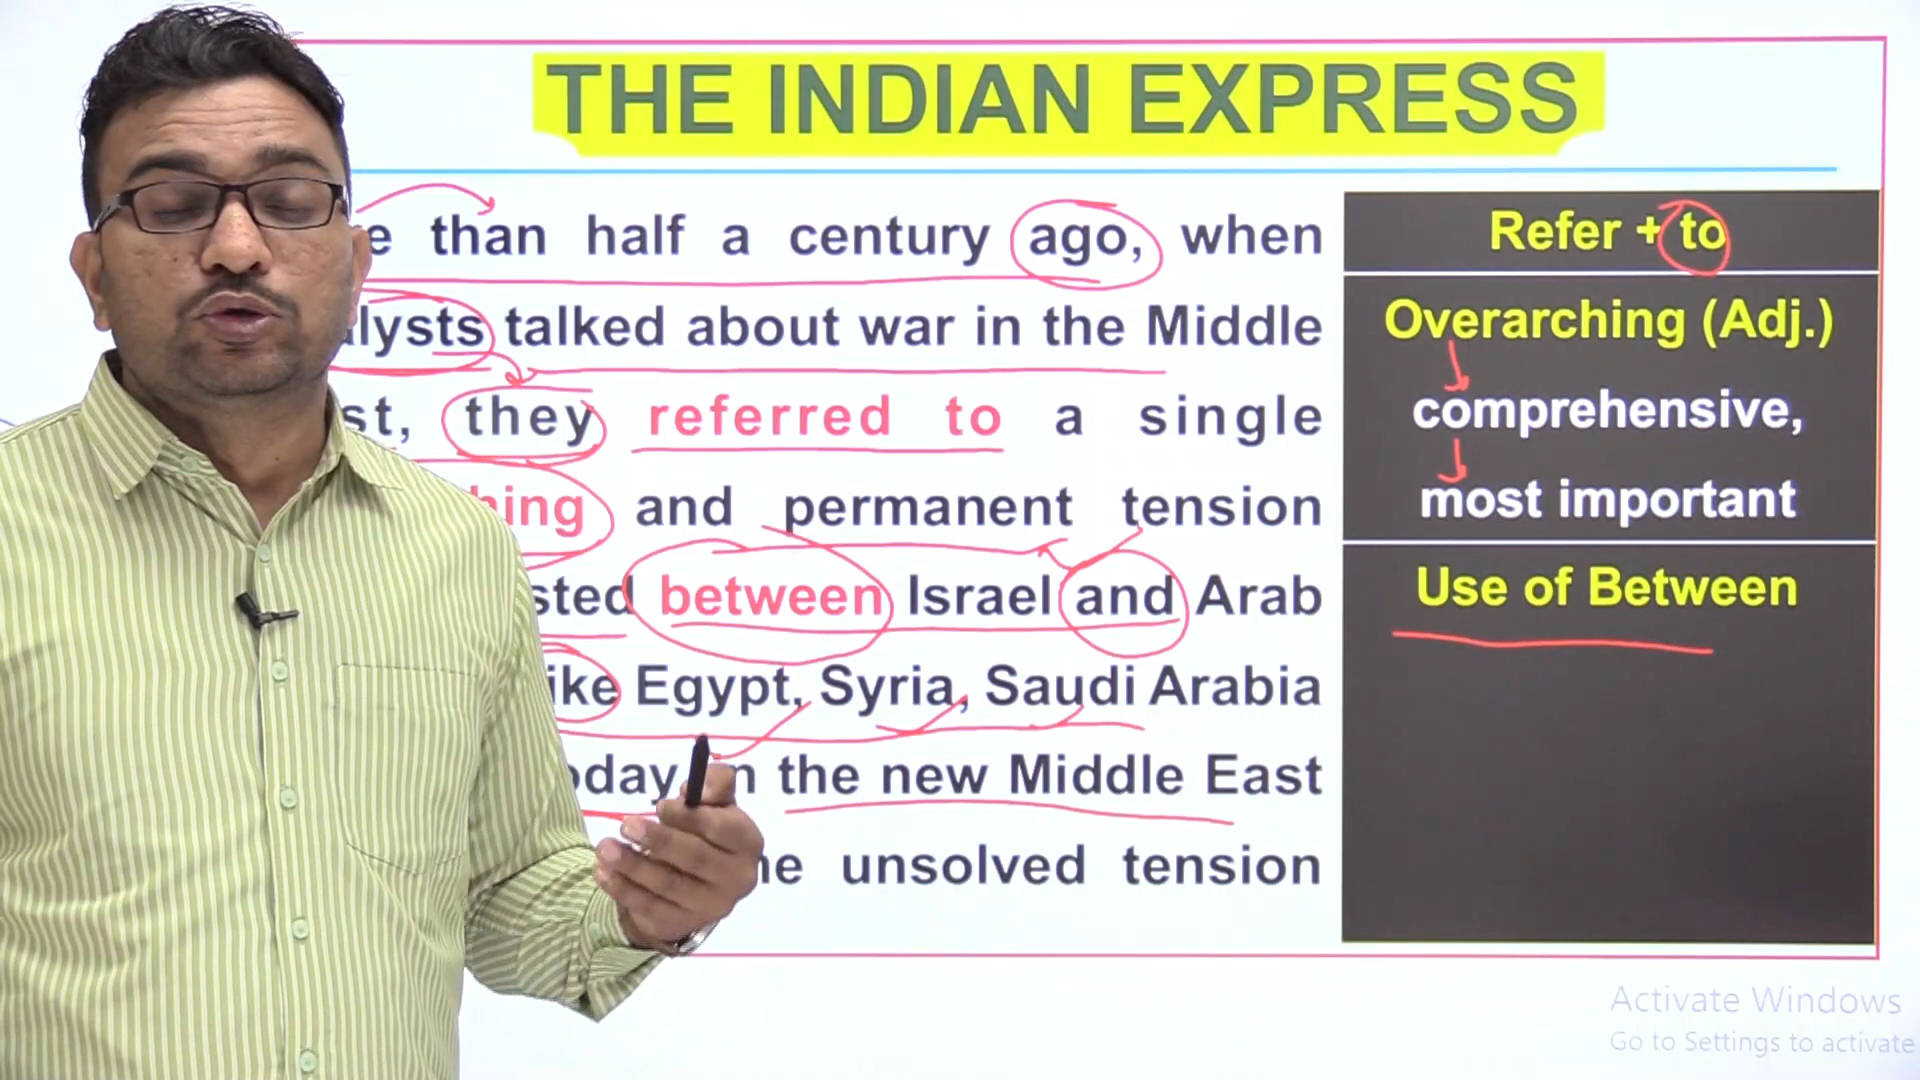 THE INDIAN EXPRESS
than half a century ago, when
talked about war in the Middle
they referred to a single
and permanent tension
between Israel and Arab
Egypt, Syria, Saudi Arabia
the new Middle East
unsolved tension
Refer + to
Overarching (Adj.)
comprehensive,
most important
Use of Between
Activate Windows
Go to Settings to activate